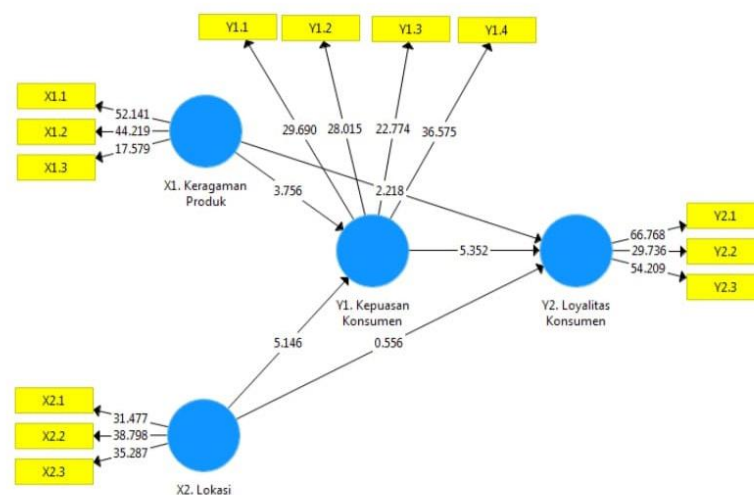 Y1.1
Y1.2
Y1.3
Y1.4
X1.1
X1.2
X1.3
52.141
44.219
17.579
X1. Keragaman
Produk
29.690
28.015
22.774
36.575
3.756
2.218
Y1. Kepuasan
Konsumen
5.352
Y2. Loyalitas
Konsumen
66.768
29.736
54.209
Y2.1
Y2.2
Y2.3
5.146
0.556
X2.1
X2.2
X2.3
31.477
38.798
35.287
X2. Lokasi